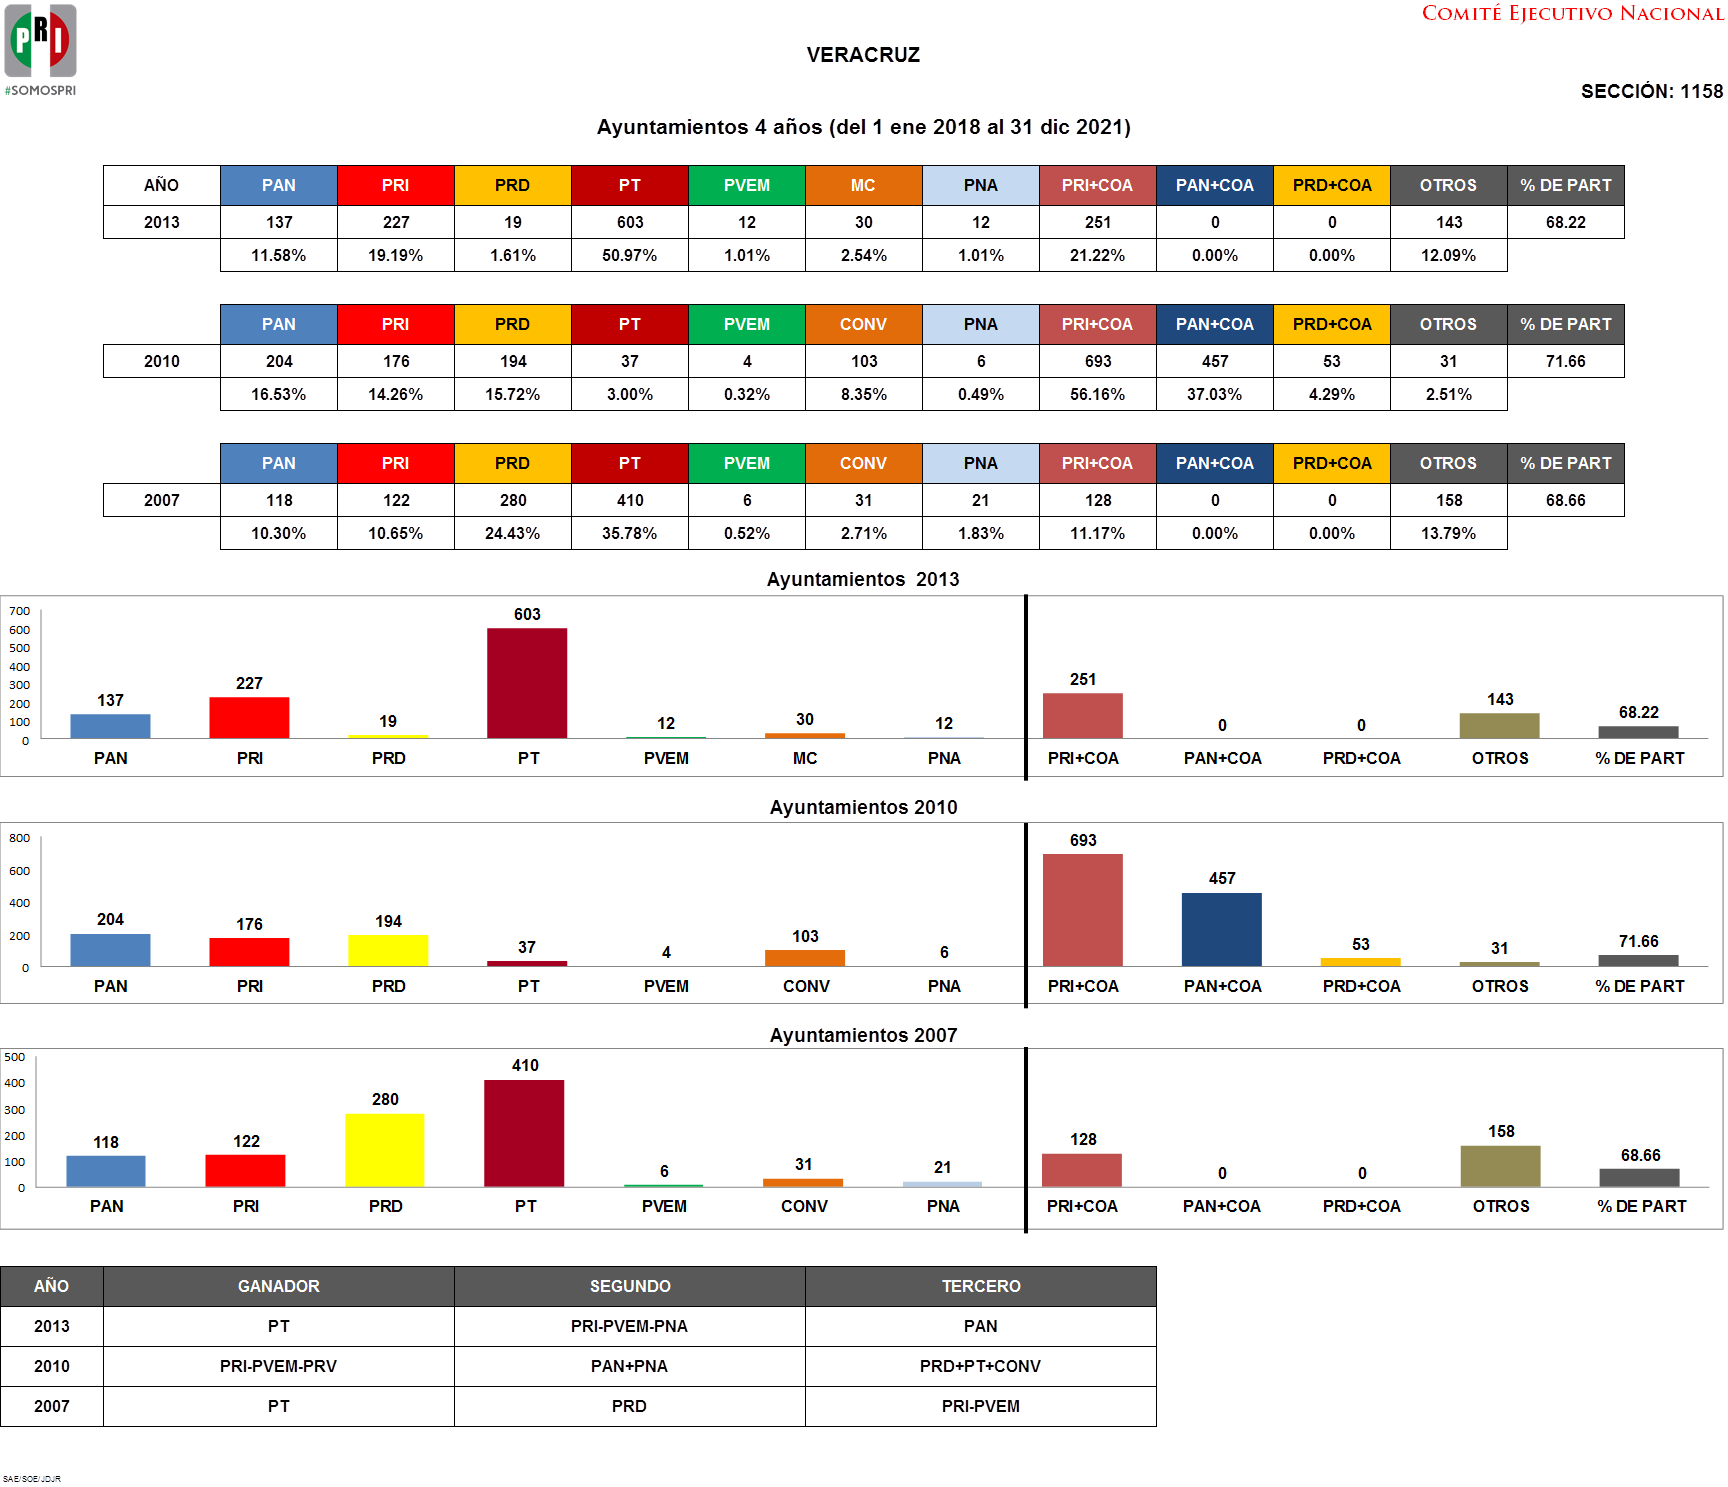 COMITÉ EJECUTIVO NACIONAL
PRI
#SOMOSPRI
VERACRUZ
SECCIÓN: 1158
Ayuntamientos 4 años (del 1 ene 2018 al 31 dic 2021)
AÑO PAN PRI PRD PT PVEM MC PNA PRI+COA PAN+COA PRD+COA OTROS % DE PART
2013 137 227 19 603 12 30 12 251 0 0 143 68.22
11.58% 19.19% 1.61% 50.97% 1.01% 2.54% 1.01% 21.22% 0.00% 0.00% 12.09%
PAN PRI PRD PT PVEM CONV PNA PRI+COA PAN+COA PRD+COA OTROS % DE PART
2010 204 176 194 37 4 103 6 693 457 53 31 71.66
16.53% 14.26% 15.72% 3.00% 0.32% 8.35% 0.49% 56.16% 37.03% 4.29% 2.51%
PAN PRI PRD PT PVEM CONV PNA PRI+COA PAN+COA PRD+COA OTROS % DE PART
2007 118 122 280 410 6 31 21 128 0 0 158 68.66
10.30% 10.65% 24.43% 35.78% 0.52% 2.71% 1.83% 11.17% 0.00% 0.00% 13.79%
Ayuntamientos 2013
700
600
500
400
300
200
100
0
137 227 19 603 12 30 12 251 0 0 143 68.22
PAN PRI PRD PT PVEM MC PNA PRI+COA PAN+COA PRD+COA OTROS % DE PART
Ayuntamientos 2010
800
600
400
200
0
204 176 194 37 4 103 6 693 457 53 31 71.66
PAN PRI PRD PT PVEM CONV PNA PRI+COA PAN+COA PRD+COA OTROS % DE PART
Ayuntamientos 2007
500
400
300
200
100
0
118 122 280 410 6 31 21 128 0 0 158 68.66
PAN PRI PRD PT PVEM CONV PNA PRI+COA PAN+COA PRD+COA OTROS % DE PART
AÑO GANADOR SEGUNDO TERCERO
2013 PT PRI-PVEM-PNA PAN
2010 PRI-PVEM-PRV PAN+PNA PRD+PT+CONV
2007 PT PRD PRI-PVEM
SAE/SOE/JDJR